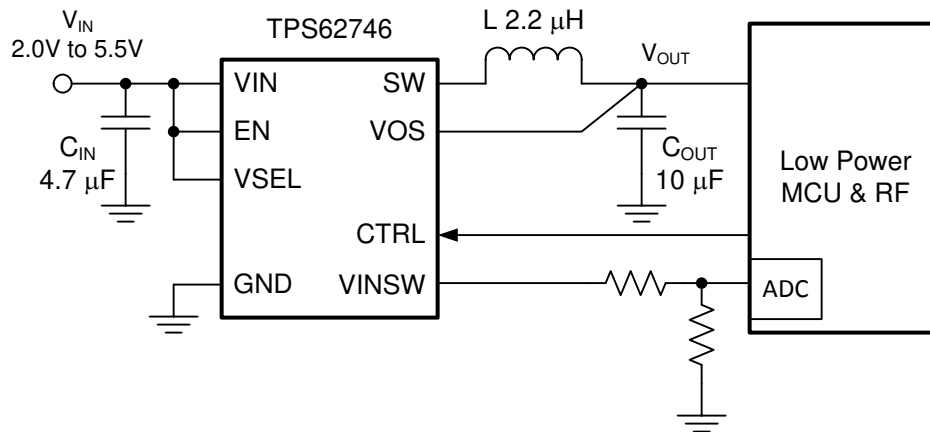 V_IN
2.0V to 5.5V
TPS62746
L 2.2 μH
V_OUT
VIN
SW
EN
VOS
C_IN
4.7 μF
VSEL
C_OUT
10 μF
Low Power
MCU & RF
CTRL
GND
VINSW
ADC